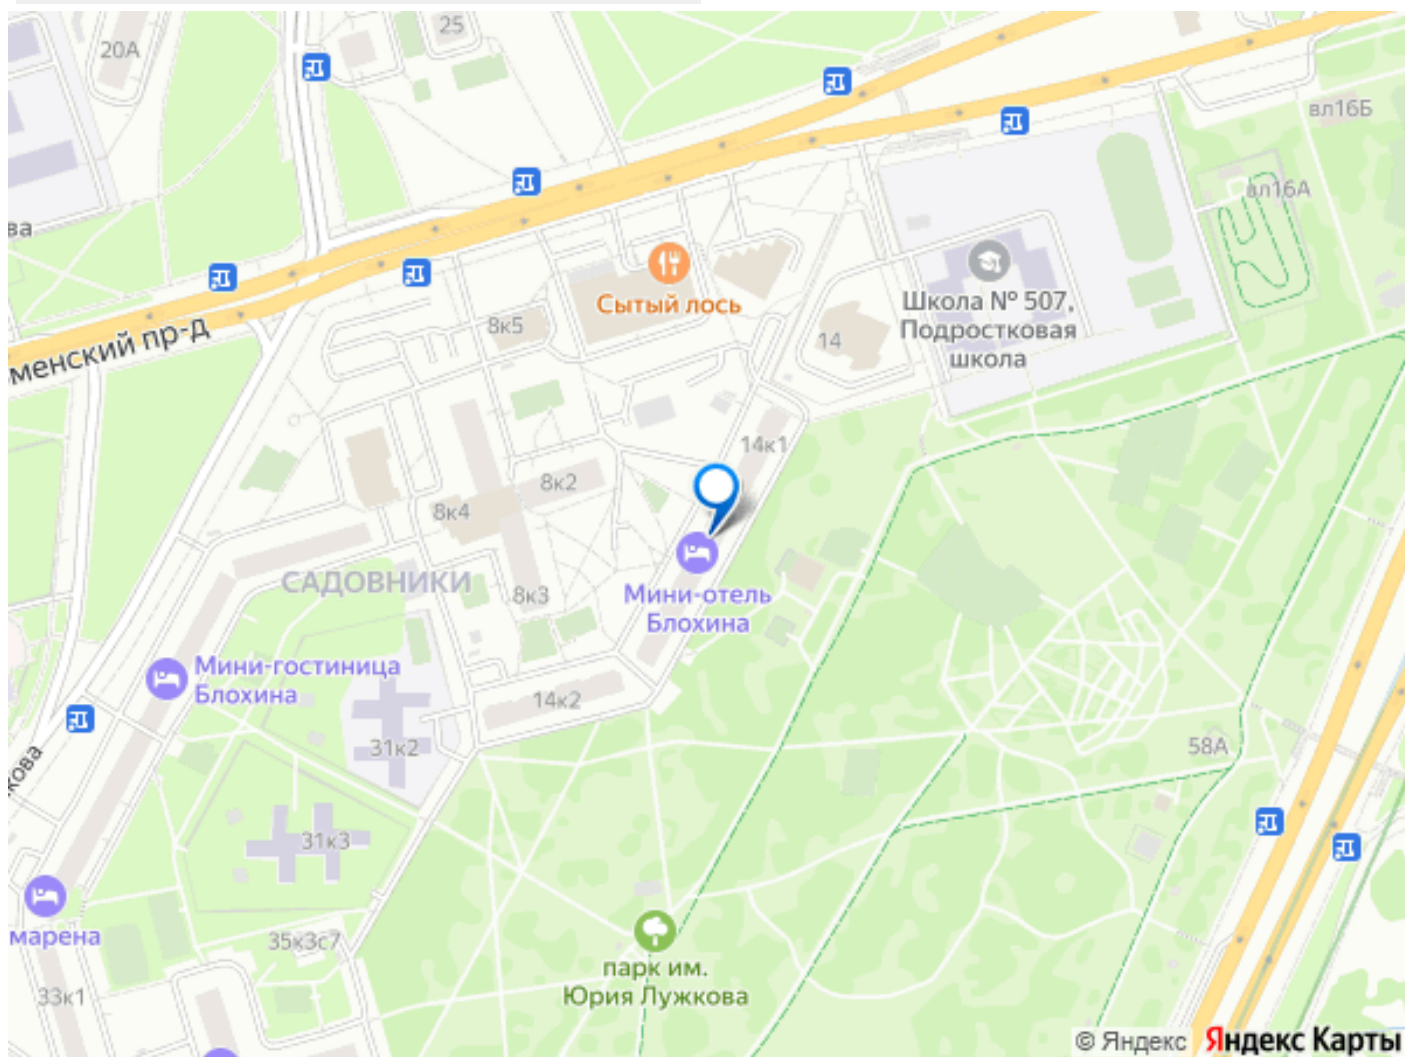 25
20А
вл16Б
вл16А
ва
Сытый лось
Школа № 507,
Подростковая
школа
8к5
14
менский пр-д
14к1
8к2
8к4
САДОВНИКИ
8к3
Мини-отель
Блохина
Мини-гостиница
Блохина
14к2
31к2
58А
кова
31к3
марена
35к3с7
парк им.
Юрия Лужкова
33к1
© Яндекс Яндекс Карты